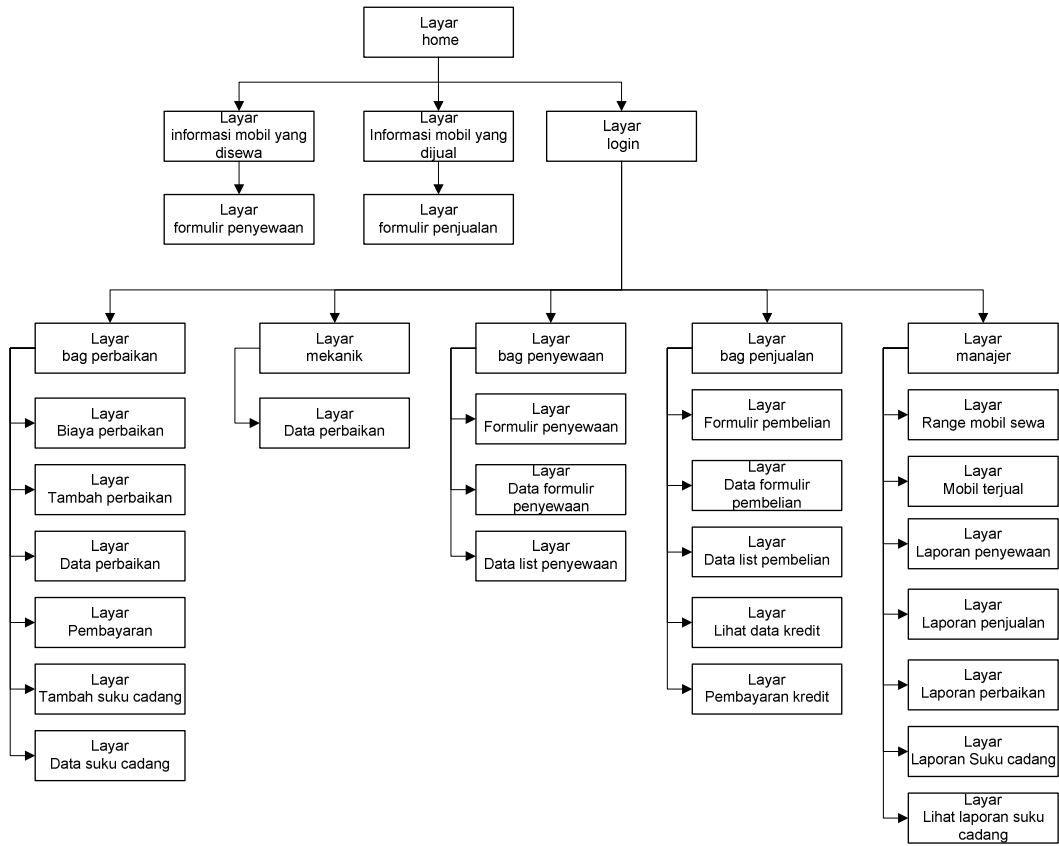 Layar
home
Layar
informasi mobil yang
disewa
Layar
Informasi mobil yang
dijual
Layar
login
Layar
formulir penyewaan
Layar
formulir penjualan
Layar
bag perbaikan
Layar
mekanik
Layar
bag penyewaan
Layar
bag penjualan
Layar
manajer
Layar
Biaya perbaikan
Layar
Tambah perbaikan
Layar
Data perbaikan
Layar
Pembayaran
Layar
Tambah suku cadang
Layar
Data suku cadang
Layar
Data perbaikan
Layar
Formulir penyewaan
Layar
Data formulir
penyewaan
Layar
Data list penyewaan
Layar
Formulir pembelian
Layar
Data formulir
pembelian
Layar
Data list pembelian
Layar
Lihat data kredit
Layar
Pembayaran kredit
Layar
Range mobil sewa
Layar
Mobil terjual
Layar
Laporan penyewaan
Layar
Laporan penjualan
Layar
Laporan perbaikan
Layar
Laporan Suku cadang
Layar
Lihat laporan suku
cadang